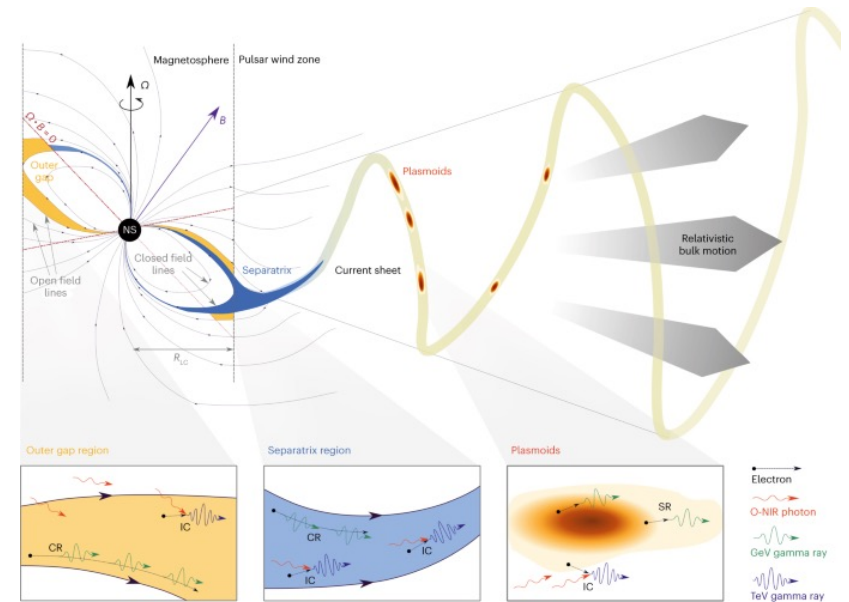 Magnetosphere
Pulsar wind zone
Ω
B
Ω • B = 0
Outer
gap
Plasmoids
NS
Relativistic
bulk motion
Closed field
lines
Separatrix
Current sheet
Open field
lines
R_LC
Outer gap region
Separatrix region
Plasmoids
IC
CR
CR
IC
IC
SR
IC
Electron
O-NIR photon
GeV gamma ray
TeV gamma ray